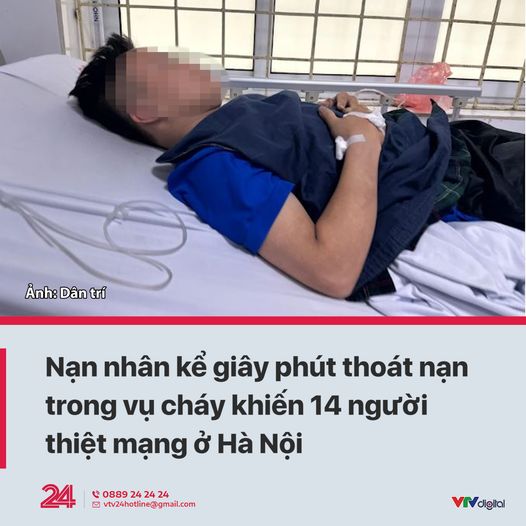 Ảnh: Dân trí
Nạn nhân kể giây phút thoát nạn
trong vụ cháy khiến 14 người
thiệt mạng ở Hà Nội
24
0889 24 24 24
vtv24hotline@gmail.com
VTVdigital